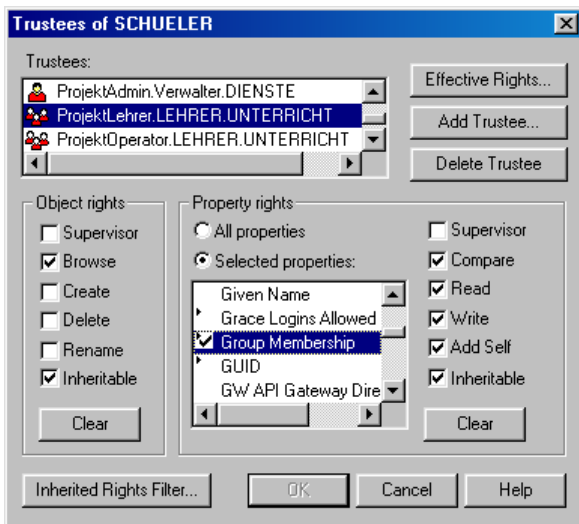 Trustees of SCHUELER
Trustees:
ProjektAdmin.Verwalter.DIENSTE
ProjektLehrer.LEHRER.UNTERRICHT
ProjektOperator.LEHRER.UNTERRICHT
Effective Rights...
Add Trustee...
Delete Trustee
Object rights
Supervisor
Browse
Create
Delete
Rename
Inheritable
Clear
Property rights
All properties
Selected properties:
Given Name
Grace Logins Allowed
Group Membership
GUID
GW API Gateway Dire
Supervisor
Compare
Read
Write
Add Self
Inheritable
Clear
Inherited Rights Filter...
OK
Cancel
Help